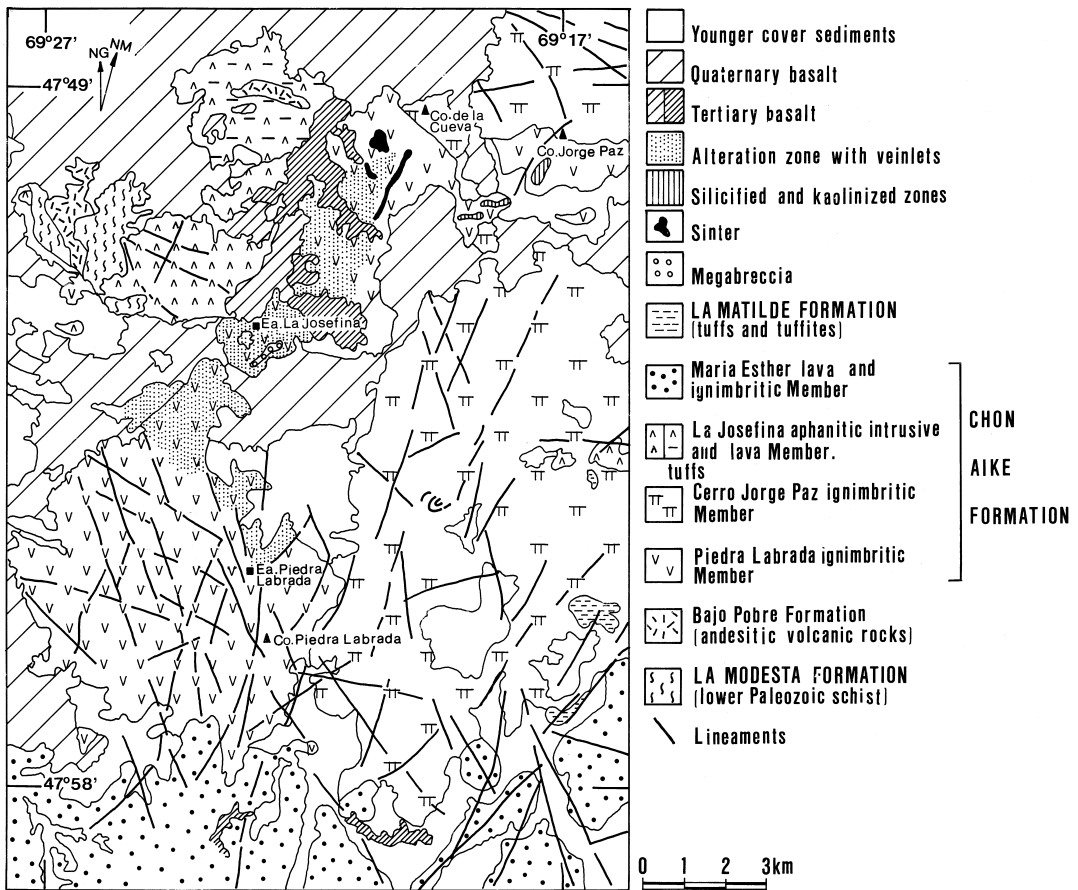 69°27'
69°17'
NG NM
47°49'
Co. de la
Cueva
Co. Jorge Paz
Ea. La Josefina
Ea. Piedra
Labrada
Co. Piedra Labrada
47°58'
Younger cover sediments
Quaternary basalt
Tertiary basalt
Alteration zone with veinlets
Silicified and kaolinized zones
Sinter
Megabreccia
LA MATILDE FORMATION
(tuffs and tuffites)
Maria Esther lava and
ignimbritic Member
La Josefina aphanitic intrusive
and lava Member.
tuffs
Cerro Jorge Paz ignimbritic
Member
Piedra Labrada ignimbritic
Member
CHON
AIKE
FORMATION
Bajo Pobre Formation
(andesitic volcanic rocks)
LA MODESTA FORMATION
(lower Paleozoic schist)
Lineaments
0 1 2 3km